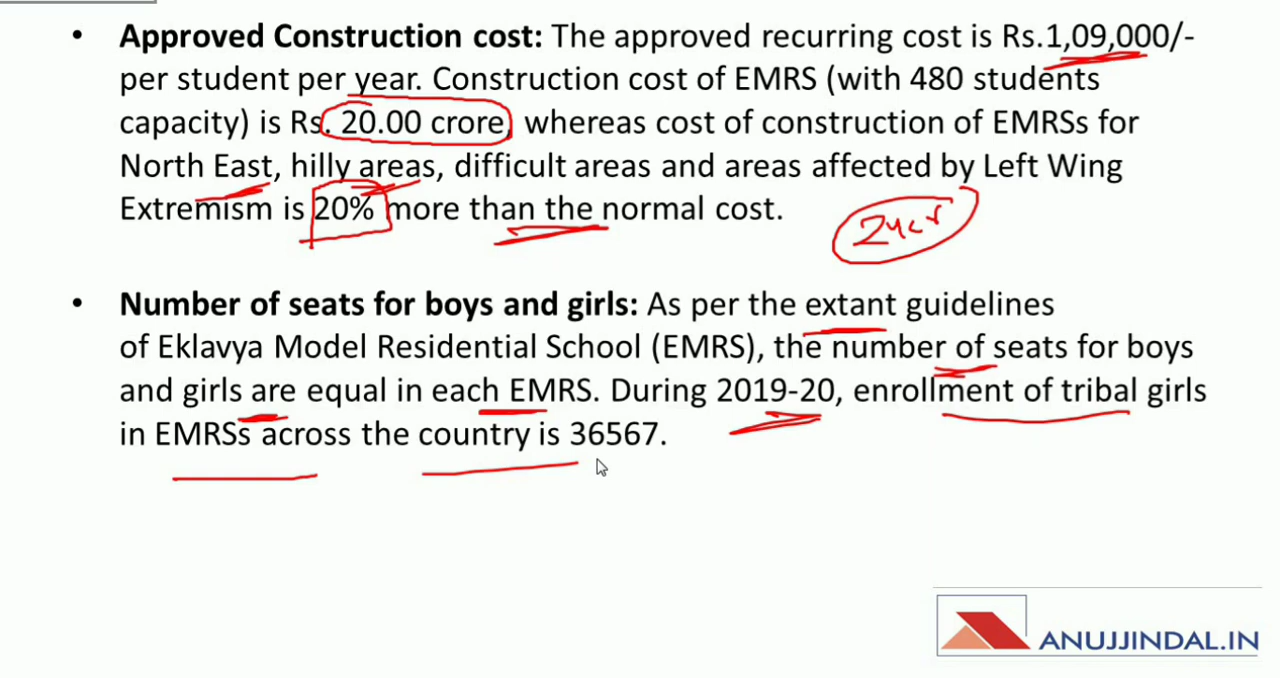 • Approved Construction cost: The approved recurring cost is Rs.1,09,000/-
per student per year. Construction cost of EMRS (with 480 students
capacity) is Rs. 20.00 crore, whereas cost of construction of EMRSs for
North East, hilly areas, difficult areas and areas affected by Left Wing
Extremism is 20% more than the normal cost.
24cr
• Number of seats for boys and girls: As per the extant guidelines
of Eklavya Model Residential School (EMRS), the number of seats for boys
and girls are equal in each EMRS. During 2019-20, enrollment of tribal girls
in EMRSs across the country is 36567.
ANUJJINDAL.IN